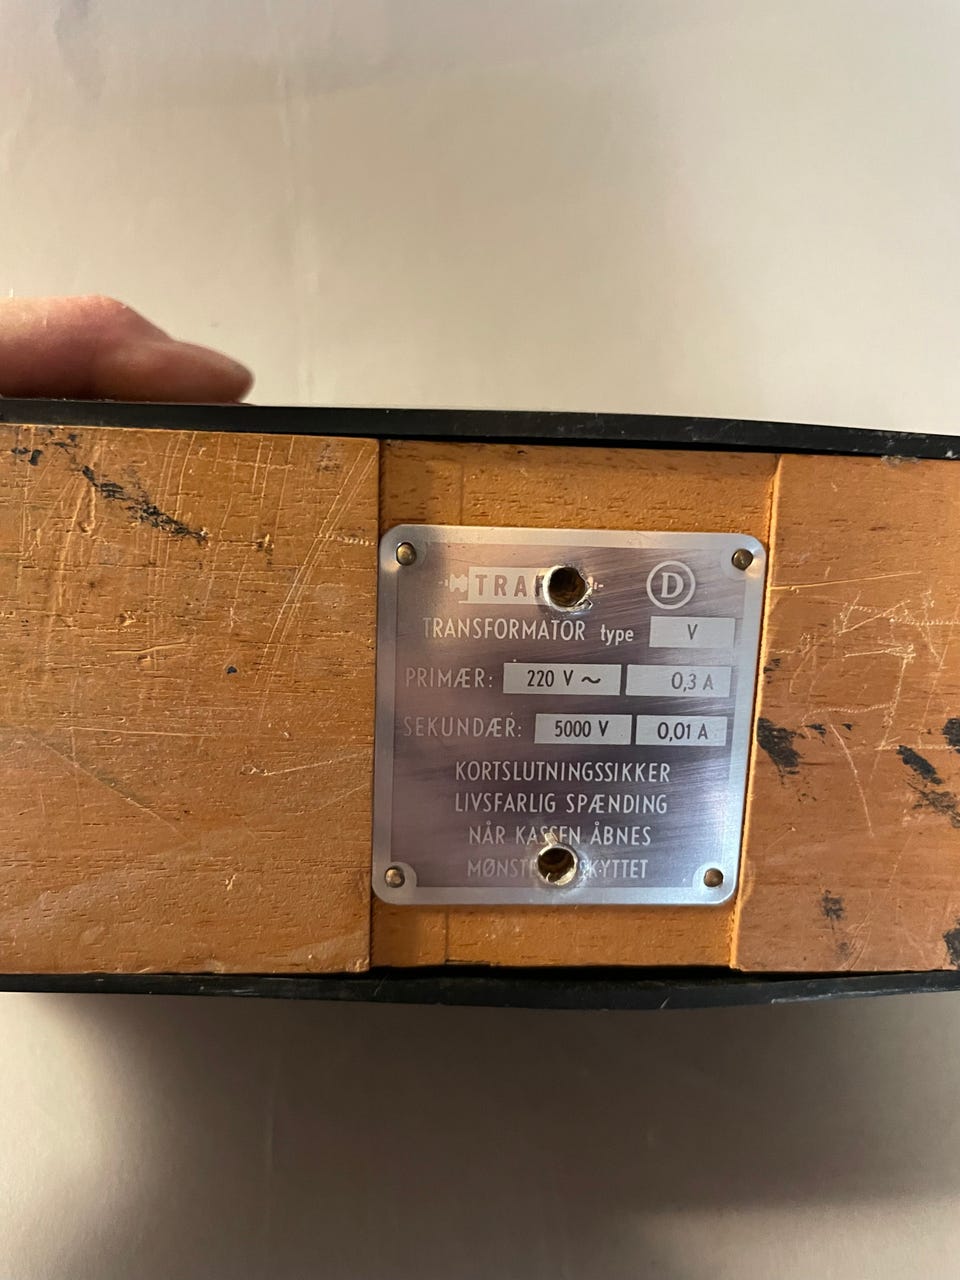 Ⓓ
TRANSFORMATOR type V
PRIMÆR: 220 V ~ 0,3 A
SEKUNDÆR: 5000 V 0,01 A
KORTSLUTNINGSSIKKER
LIVSFARLIG SPÆNDING
NÅR KASSEN ÅBNES